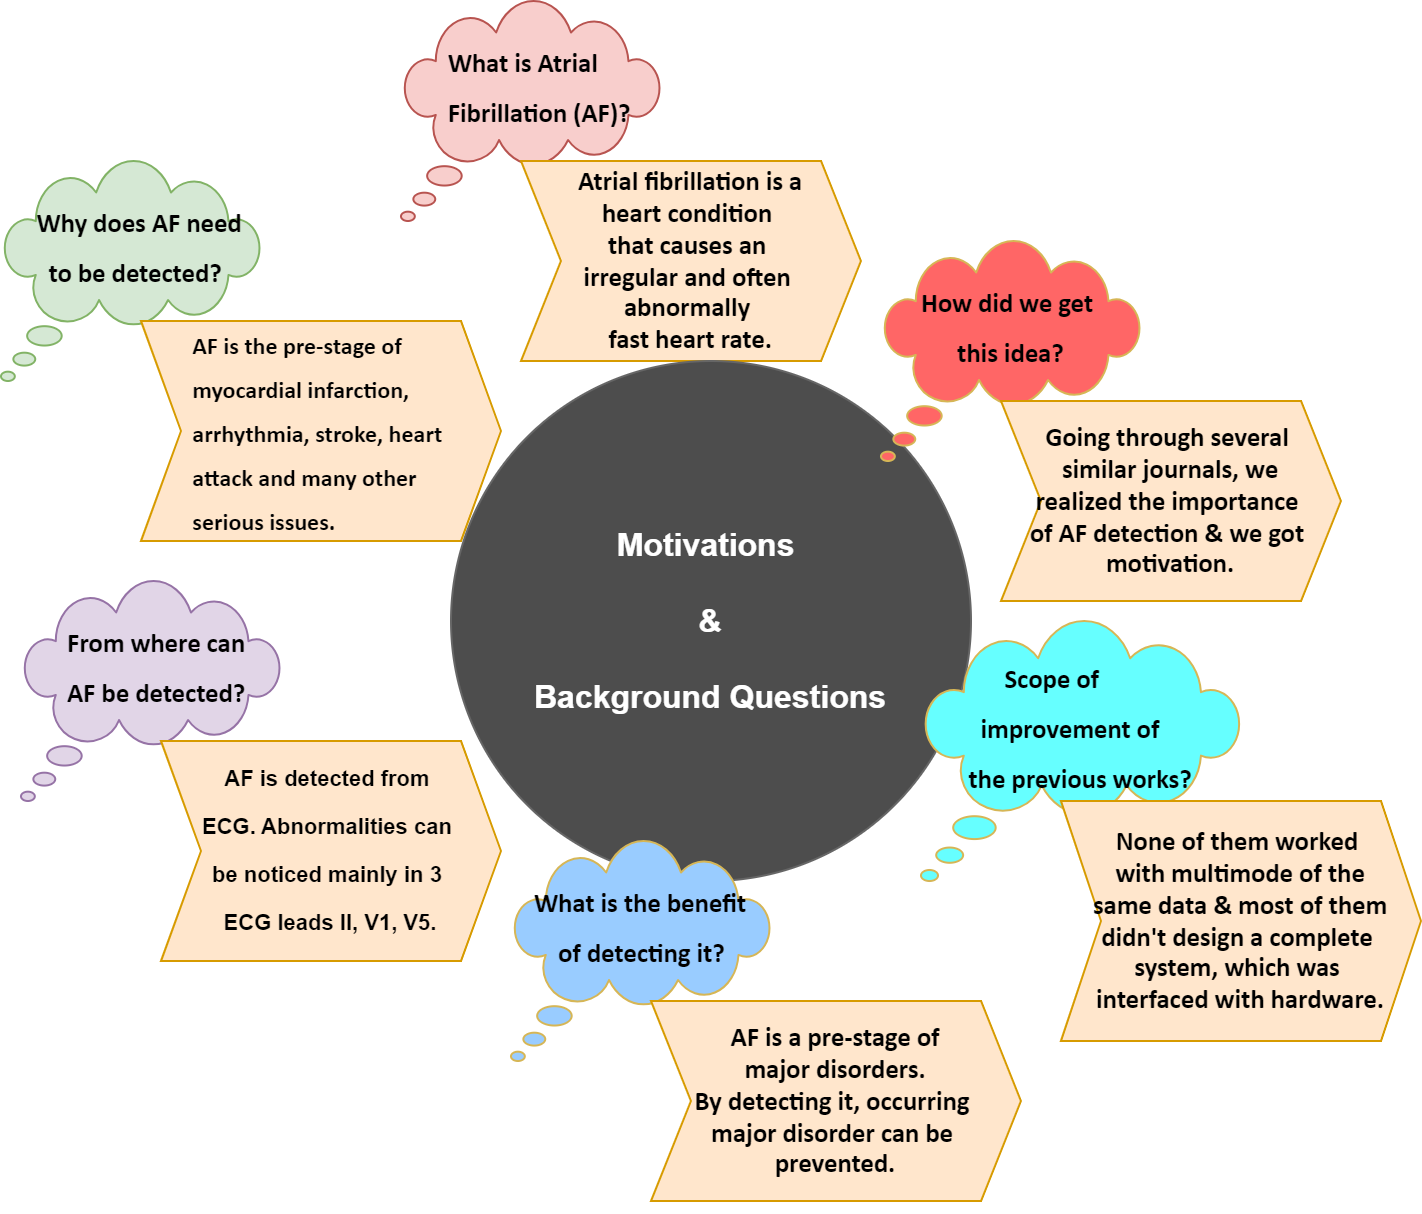 What is Atrial
Fibrillation (AF)?
Atrial fibrillation is a
heart condition
that causes an
irregular and often
abnormally
fast heart rate.
Why does AF need
to be detected?
AF is the pre-stage of
myocardial infarction,
arrhythmia, stroke, heart
attack and many other
serious issues.
How did we get
this idea?
Going through several
similar journals, we
realized the importance
of AF detection & we got
motivation.
Motivations
&
Background Questions
From where can
AF be detected?
AF is detected from
ECG. Abnormalities can
be noticed mainly in 3
ECG leads II, V1, V5.
Scope of
improvement of
the previous works?
None of them worked
with multimode of the
same data & most of them
didn't design a complete
system, which was
interfaced with hardware.
What is the benefit
of detecting it?
AF is a pre-stage of
major disorders.
By detecting it, occurring
major disorder can be
prevented.